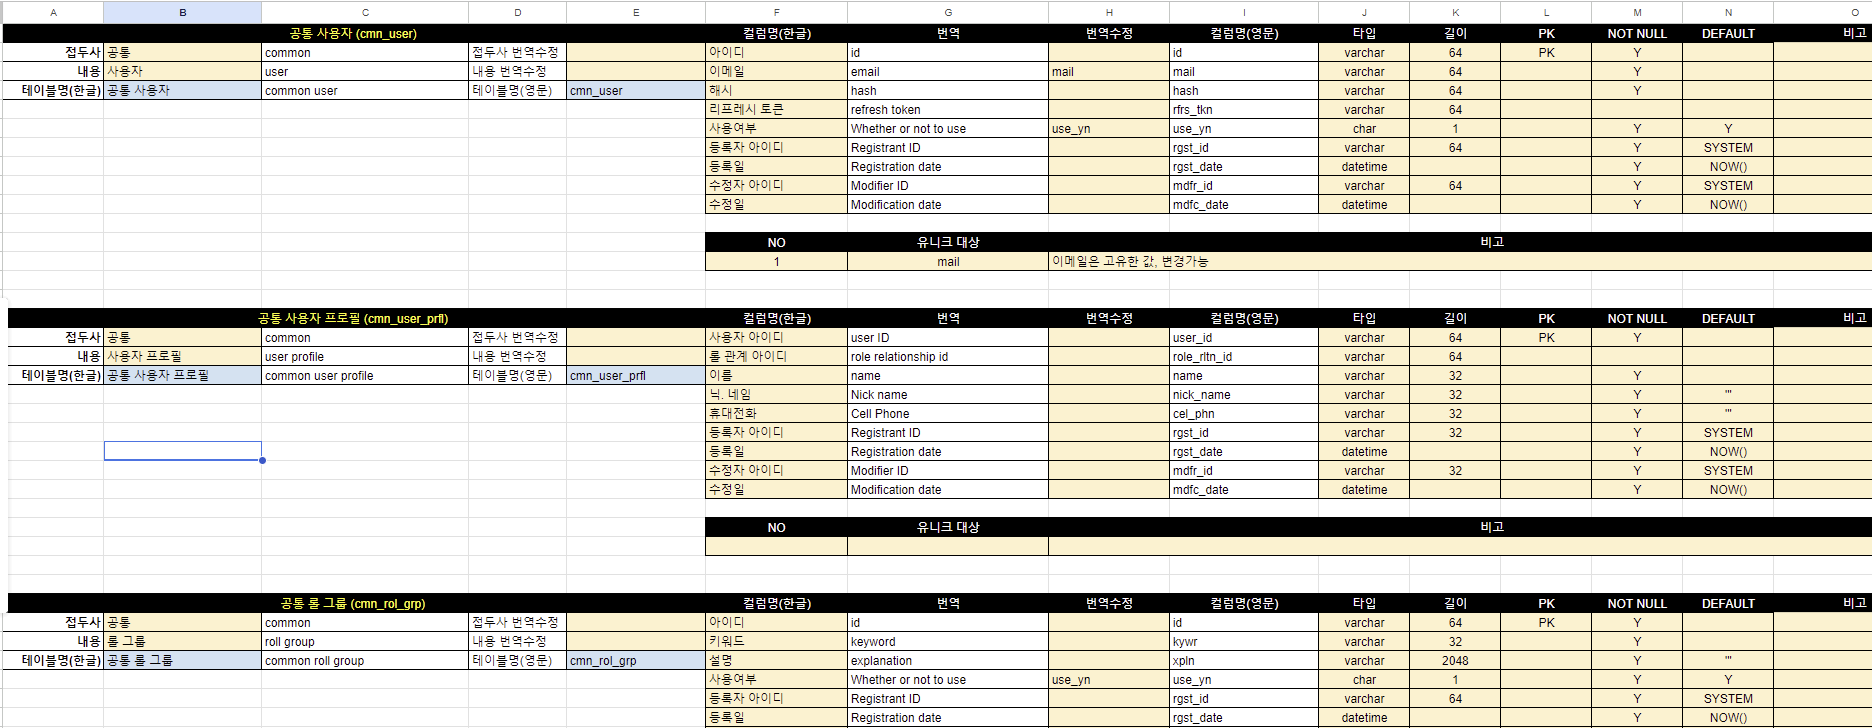 A B C D E F G H I J K L M N O
공통 사용자 (cmn_user) 컬럼명(한글) 번역 번역수정 컬럼명(영문) 타입 길이 PK NOT NULL DEFAULT 비고
접두사 공통 common 접두사 번역수정 아이디 id id varchar 64 PK Y
내용 사용자 user 내용 번역수정 이메일 email mail mail varchar 64 Y
테이블명(한글) 공통 사용자 common user 테이블명(영문) cmn_user 해시 hash hash varchar 64 Y
리프레시 토큰 refresh token rfrs_tkn varchar 64
사용여부 Whether or not to use use_yn use_yn char 1 Y Y
등록자 아이디 Registrant ID rgst_id varchar 64 Y SYSTEM
등록일 Registration date rgst_date datetime Y NOW()
수정자 아이디 Modifier ID mdfr_id varchar 64 Y SYSTEM
수정일 Modification date mdfc_date datetime Y NOW()
NO 유니크 대상 비고
1 mail 이메일은 고유한 값, 변경가능
공통 사용자 프로필 (cmn_user_prfl) 컬럼명(한글) 번역 번역수정 컬럼명(영문) 타입 길이 PK NOT NULL DEFAULT 비고
접두사 공통 common 접두사 번역수정 사용자 아이디 user ID user_id varchar 64 PK Y
내용 사용자 프로필 user profile 내용 번역수정 롤 관계 아이디 role relationship id role_rltn_id varchar 64
테이블명(한글) 공통 사용자 프로필 common user profile 테이블명(영문) cmn_user_prfl 이름 name name varchar 32 Y
닉. 네임 Nick name nick_name varchar 32 Y '''
휴대전화 Cell Phone cel_phn varchar 32 Y '''
등록자 아이디 Registrant ID rgst_id varchar 32 Y SYSTEM
등록일 Registration date rgst_date datetime Y NOW()
수정자 아이디 Modifier ID mdfr_id varchar 32 Y SYSTEM
수정일 Modification date mdfc_date datetime Y NOW()
NO 유니크 대상 비고
공통 롤 그룹 (cmn_rol_grp) 컬럼명(한글) 번역 번역수정 컬럼명(영문) 타입 길이 PK NOT NULL DEFAULT 비고
접두사 공통 common 접두사 번역수정 아이디 id id varchar 64 PK Y
내용 롤 그룹 roll group 내용 번역수정 키워드 keyword kywr varchar 32 Y
테이블명(한글) 공통 롤 그룹 common roll group 테이블명(영문) cmn_rol_grp 설명 explanation xpln varchar 2048 Y '''
사용여부 Whether or not to use use_yn use_yn char 1 Y Y
등록자 아이디 Registrant ID rgst_id varchar 64 Y SYSTEM
등록일 Registration date rgst_date datetime Y NOW()